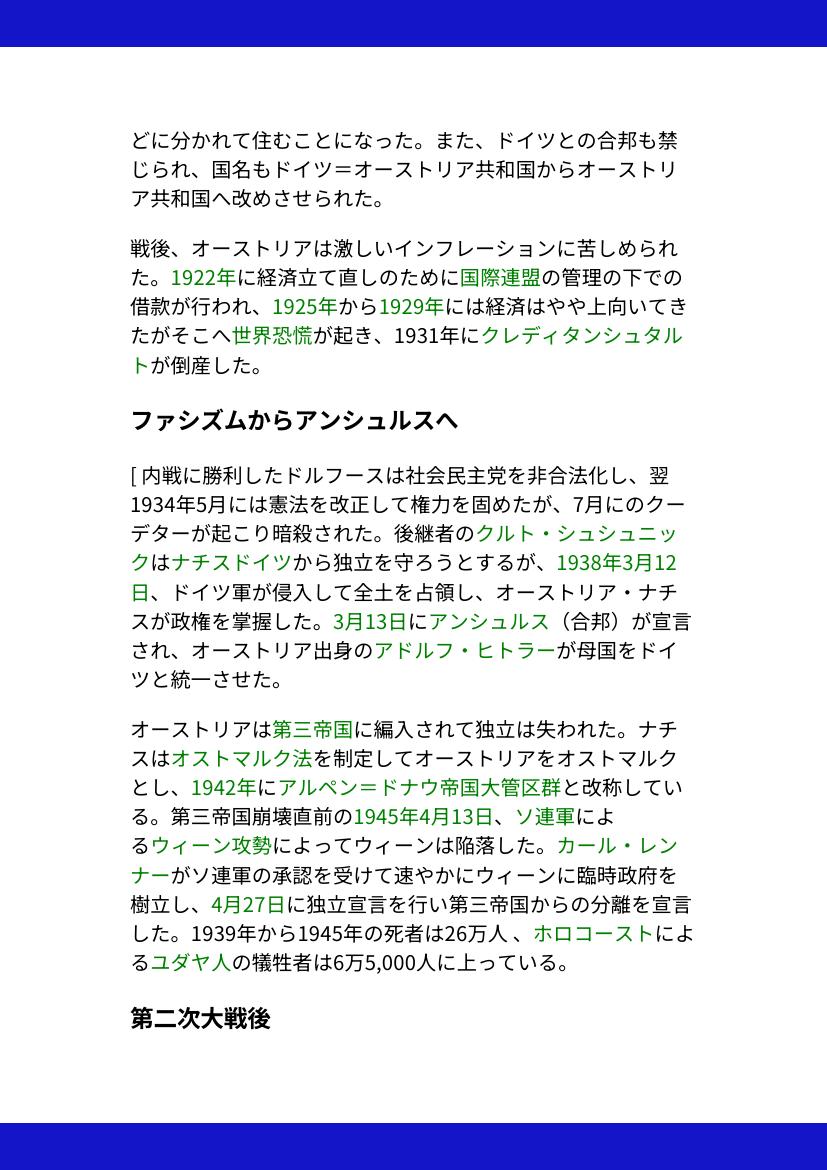 どに分かれて住むことになった。また、ドイツとの合邦も禁
じられ、国名もドイツ＝オーストリア共和国からオーストリ
ア共和国へ改めさせられた。
戦後、オーストリアは激しいインフレーションに苦しめられ
た。1922年に経済立て直しのために国際連盟の管理の下での
借款が行われ、1925年から1929年には経済はやや上向いてき
たがそこへ世界恐慌が起き、1931年にクレディタンシュタル
トが倒産した。
ファシズムからアンシュルスへ
[ 内戦に勝利したドルフースは社会民主党を非合法化し、翌
1934年5月には憲法を改正して権力を固めたが、7月にのクー
デターが起こり暗殺された。後継者のクルト・シュシュニッ
クはナチスドイツから独立を守ろうとするが、1938年3月12
日、ドイツ軍が侵入して全土を占領し、オーストリア・ナチ
スが政権を掌握した。3月13日にアンシュルス（合邦）が宣言
され、オーストリア出身のアドルフ・ヒトラーが母国をドイ
ツと統一させた。
オーストリアは第三帝国に編入されて独立は失われた。ナチ
スはオストマルク法を制定してオーストリアをオストマルク
とし、1942年にアルペン＝ドナウ帝国大管区群と改称してい
る。第三帝国崩壊直前の1945年4月13日、ソ連軍によ
るウィーン攻勢によってウィーンは陥落した。カール・レン
ナーがソ連軍の承認を受けて速やかにウィーンに臨時政府を
樹立し、4月27日に独立宣言を行い第三帝国からの分離を宣言
した。1939年から1945年の死者は26万人 、ホロコーストによ
るユダヤ人の犠牲者は6万5,000人に上っている。
第二次大戦後